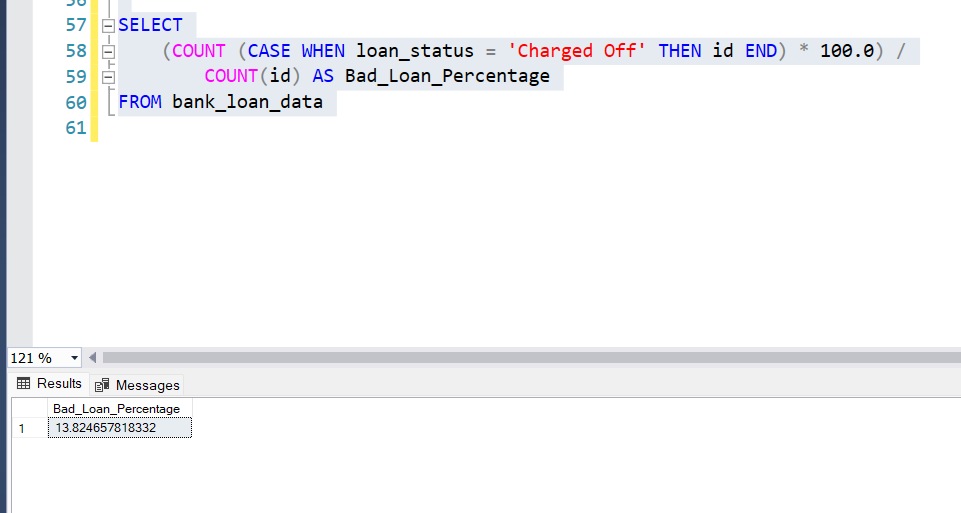 56
57 SELECT
58 (COUNT (CASE WHEN loan_status = 'Charged Off' THEN id END) * 100.0) /
59 COUNT(id) AS Bad_Loan_Percentage
60 FROM bank_loan_data
61
121 %
Results Messages
Bad_Loan_Percentage
1 13.824657818332